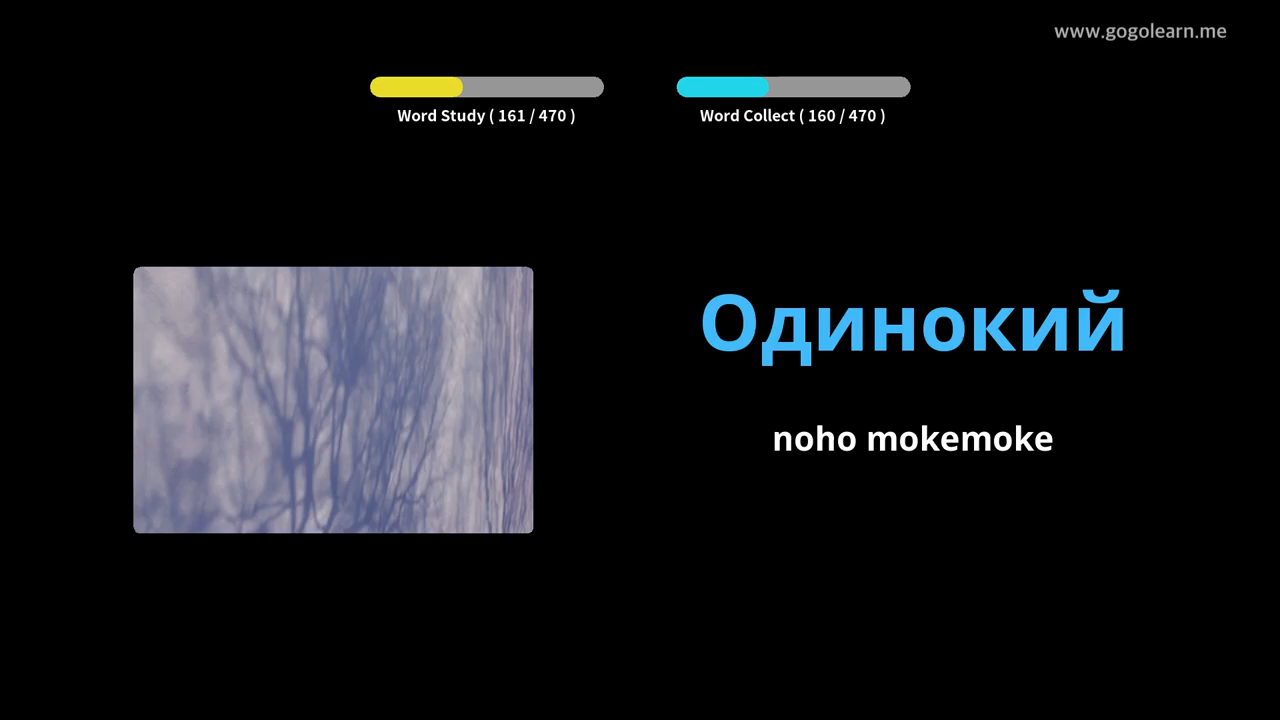 www.gogolearn.me
Word Study ( 161 / 470 )
Word Collect ( 160 / 470 )
Одинокий
noho mokemoke